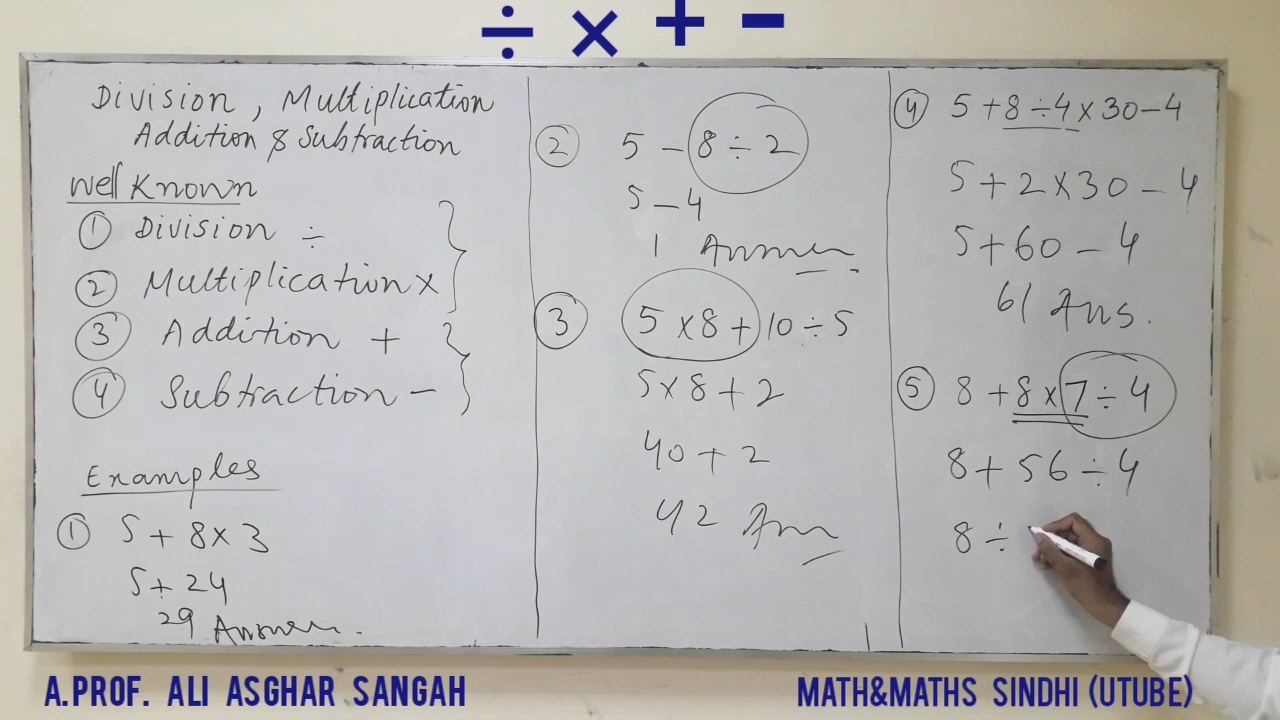 ÷ × + −
Division, Multiplication
Addition & Subtraction
Well Known
① Division ÷
② Multiplication ×
③ Addition +
④ Subtraction −
Examples
① 5 + 8 × 3
5 + 24
29 Answer.
② 5 − 8 ÷ 2
5 − 4
1 Answer
③ 5 × 8 + 10 ÷ 5
5 × 8 + 2
40 + 2
42 Ans
④ 5 + 8 ÷ 4 × 30 − 4
5 + 2 × 30 − 4
5 + 60 − 4
61 Ans.
⑤ 8 + 8 × 7 ÷ 4
8 + 56 ÷ 4
8 ÷
A.PROF. ALI ASGHAR SANGAH
MATH&MATHS SINDHI (UTUBE)